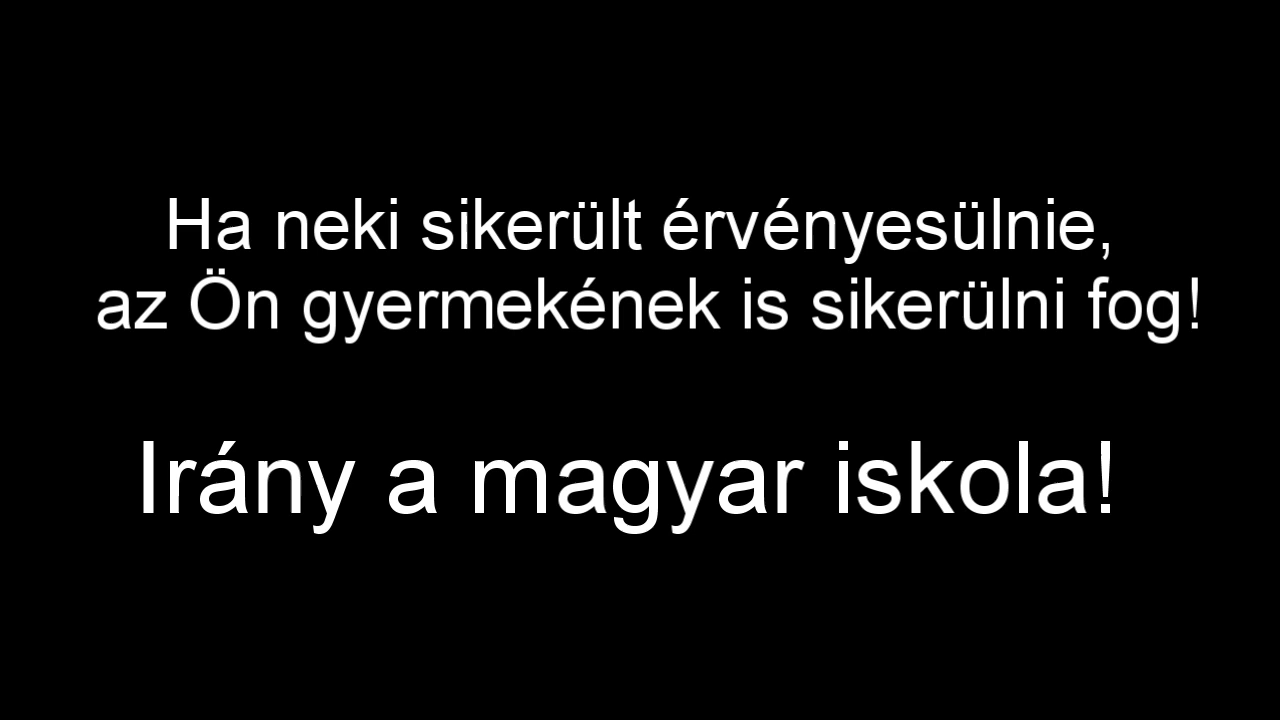 Ha neki sikerült érvényesülnie,
az Ön gyermekének is sikerülni fog!
Irány a magyar iskola!